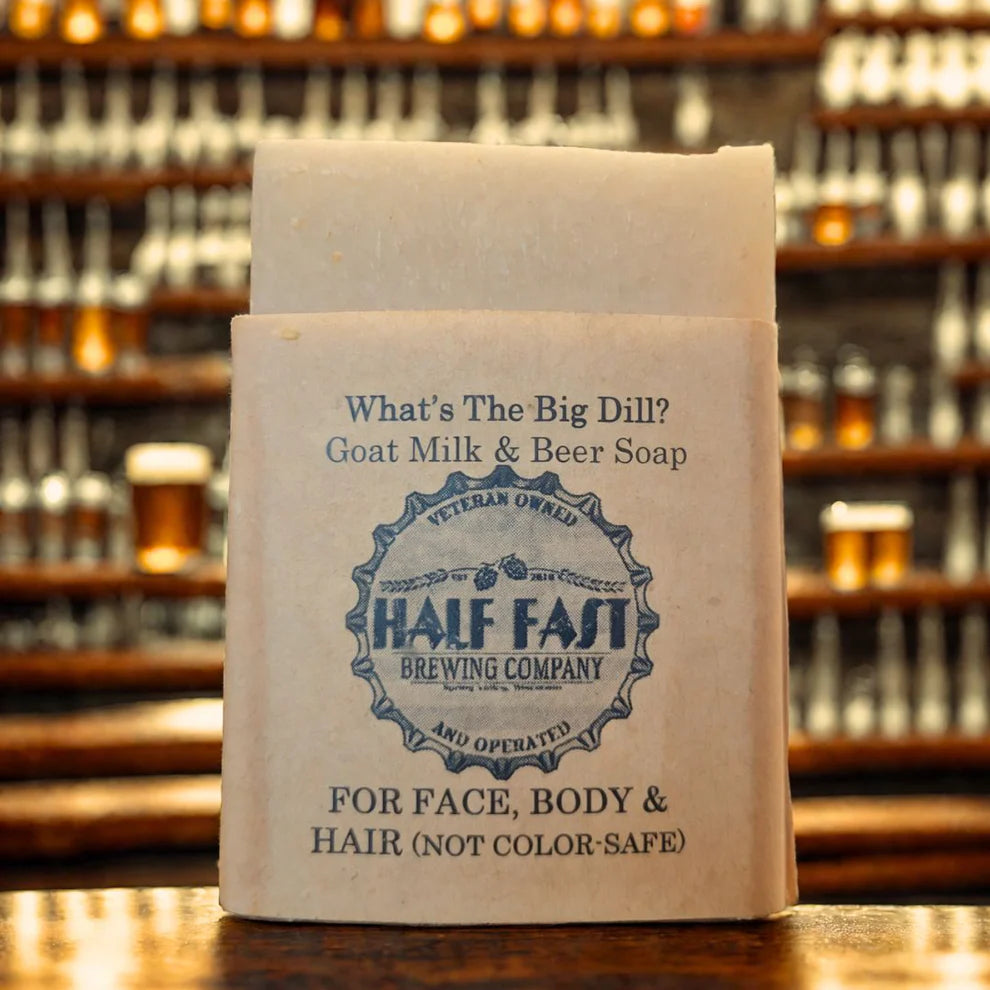 What's The Big Dill?
Goat Milk & Beer Soap
VETERAN OWNED
EST 2018
HALF FAST
BREWING COMPANY
AND OPERATED
FOR FACE, BODY &
HAIR (NOT COLOR-SAFE)